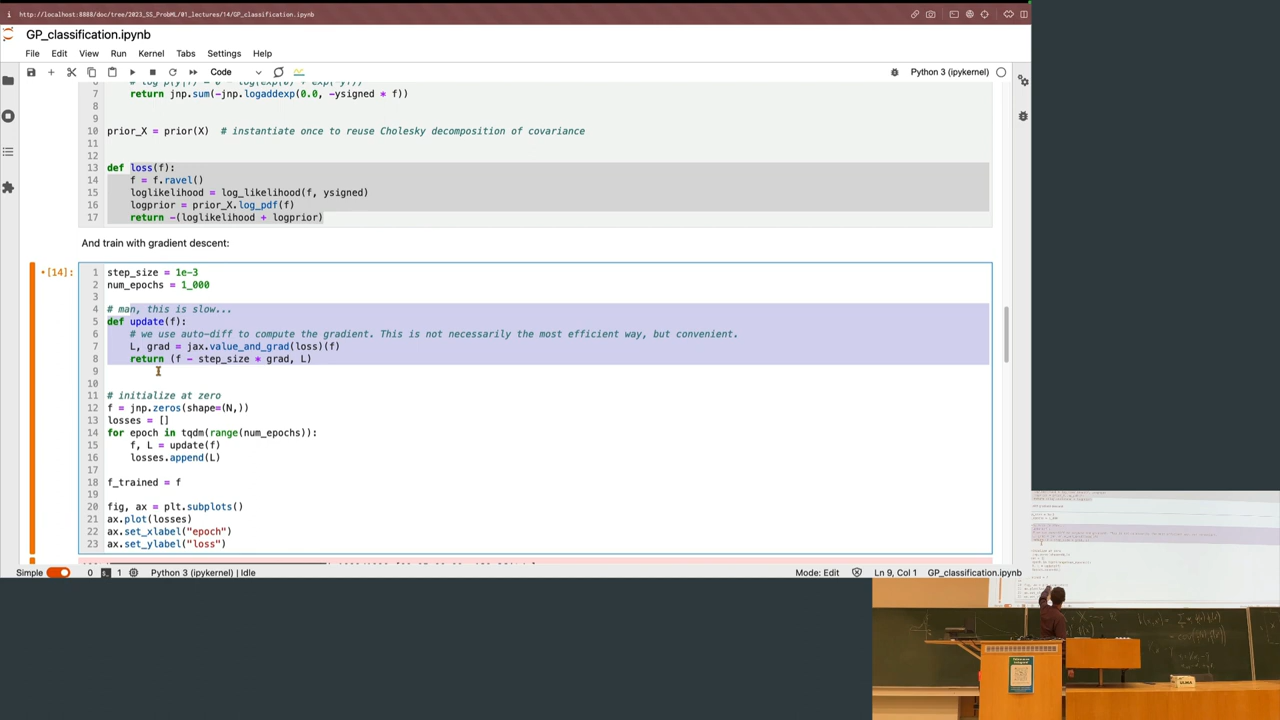 http://localhost:8888/doc/tree/2023_SS_ProbML/01_lectures/14/GP_classification.ipynb
GP_classification.ipynb
File Edit View Run Kernel Tabs Settings Help
Code
Python 3 (ipykernel)
7 return jnp.sum(-jnp.logaddexp(0.0, -ysigned * f))
8
9
10 prior_X = prior(X) # instantiate once to reuse Cholesky decomposition of covariance
11
12
13 def loss(f):
14 f = f.ravel()
15 loglikelihood = log_likelihood(f, ysigned)
16 logprior = prior_X.log_pdf(f)
17 return -(loglikelihood + logprior)
And train with gradient descent:
[14]:
1 step_size = 1e-3
2 num_epochs = 1_000
3
4 # man, this is slow...
5 def update(f):
6 # we use auto-diff to compute the gradient. This is not necessarily the most efficient way, but convenient.
7 L, grad = jax.value_and_grad(loss)(f)
8 return (f - step_size * grad, L)
9
10
11 # initialize at zero
12 f = jnp.zeros(shape=(N,))
13 losses = []
14 for epoch in tqdm(range(num_epochs)):
15 f, L = update(f)
16 losses.append(L)
17
18 f_trained = f
19
20 fig, ax = plt.subplots()
21 ax.plot(losses)
22 ax.set_xlabel("epoch")
23 ax.set_ylabel("loss")
Simple 0 1 Python 3 (ipykernel) | Idle Mode: Edit Ln 9, Col 1 GP_classification.ipynb